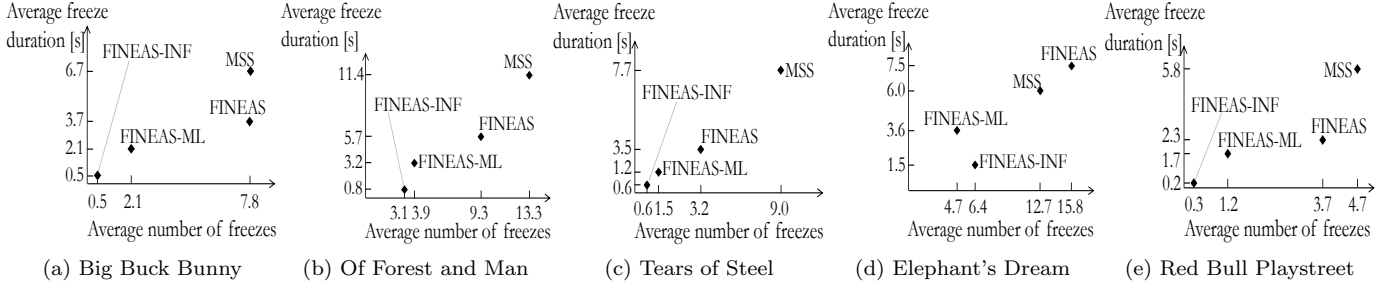 Average freeze
duration [s]
FINEAS-INF
MSS
6.7
FINEAS
3.7
FINEAS-ML
2.1
0.5
0.5 2.1 7.8
Average number of freezes
(a) Big Buck Bunny
Average freeze
duration [s]
MSS
11.4
FINEAS-INF
FINEAS
5.7
3.2
FINEAS-ML
0.8
3.1 3.9 9.3 13.3
Average number of freezes
(b) Of Forest and Man
Average freeze
duration [s]
7.7
MSS
FINEAS-INF
FINEAS
3.5
FINEAS-ML
1.2
0.6
0.6 1.5 3.2 9.0
Average number of freezes
(c) Tears of Steel
Average freeze
duration [s]
FINEAS
7.5
MSS
6.0
FINEAS-ML
3.6
1.5
FINEAS-INF
4.7 6.4 12.7 15.8
Average number of freezes
(d) Elephant's Dream
Average freeze
duration [s]
5.8
MSS
FINEAS-INF
FINEAS
2.3
FINEAS-ML
1.7
0.2
0.3 1.2 3.7 4.7
Average number of freezes
(e) Red Bull Playstreet